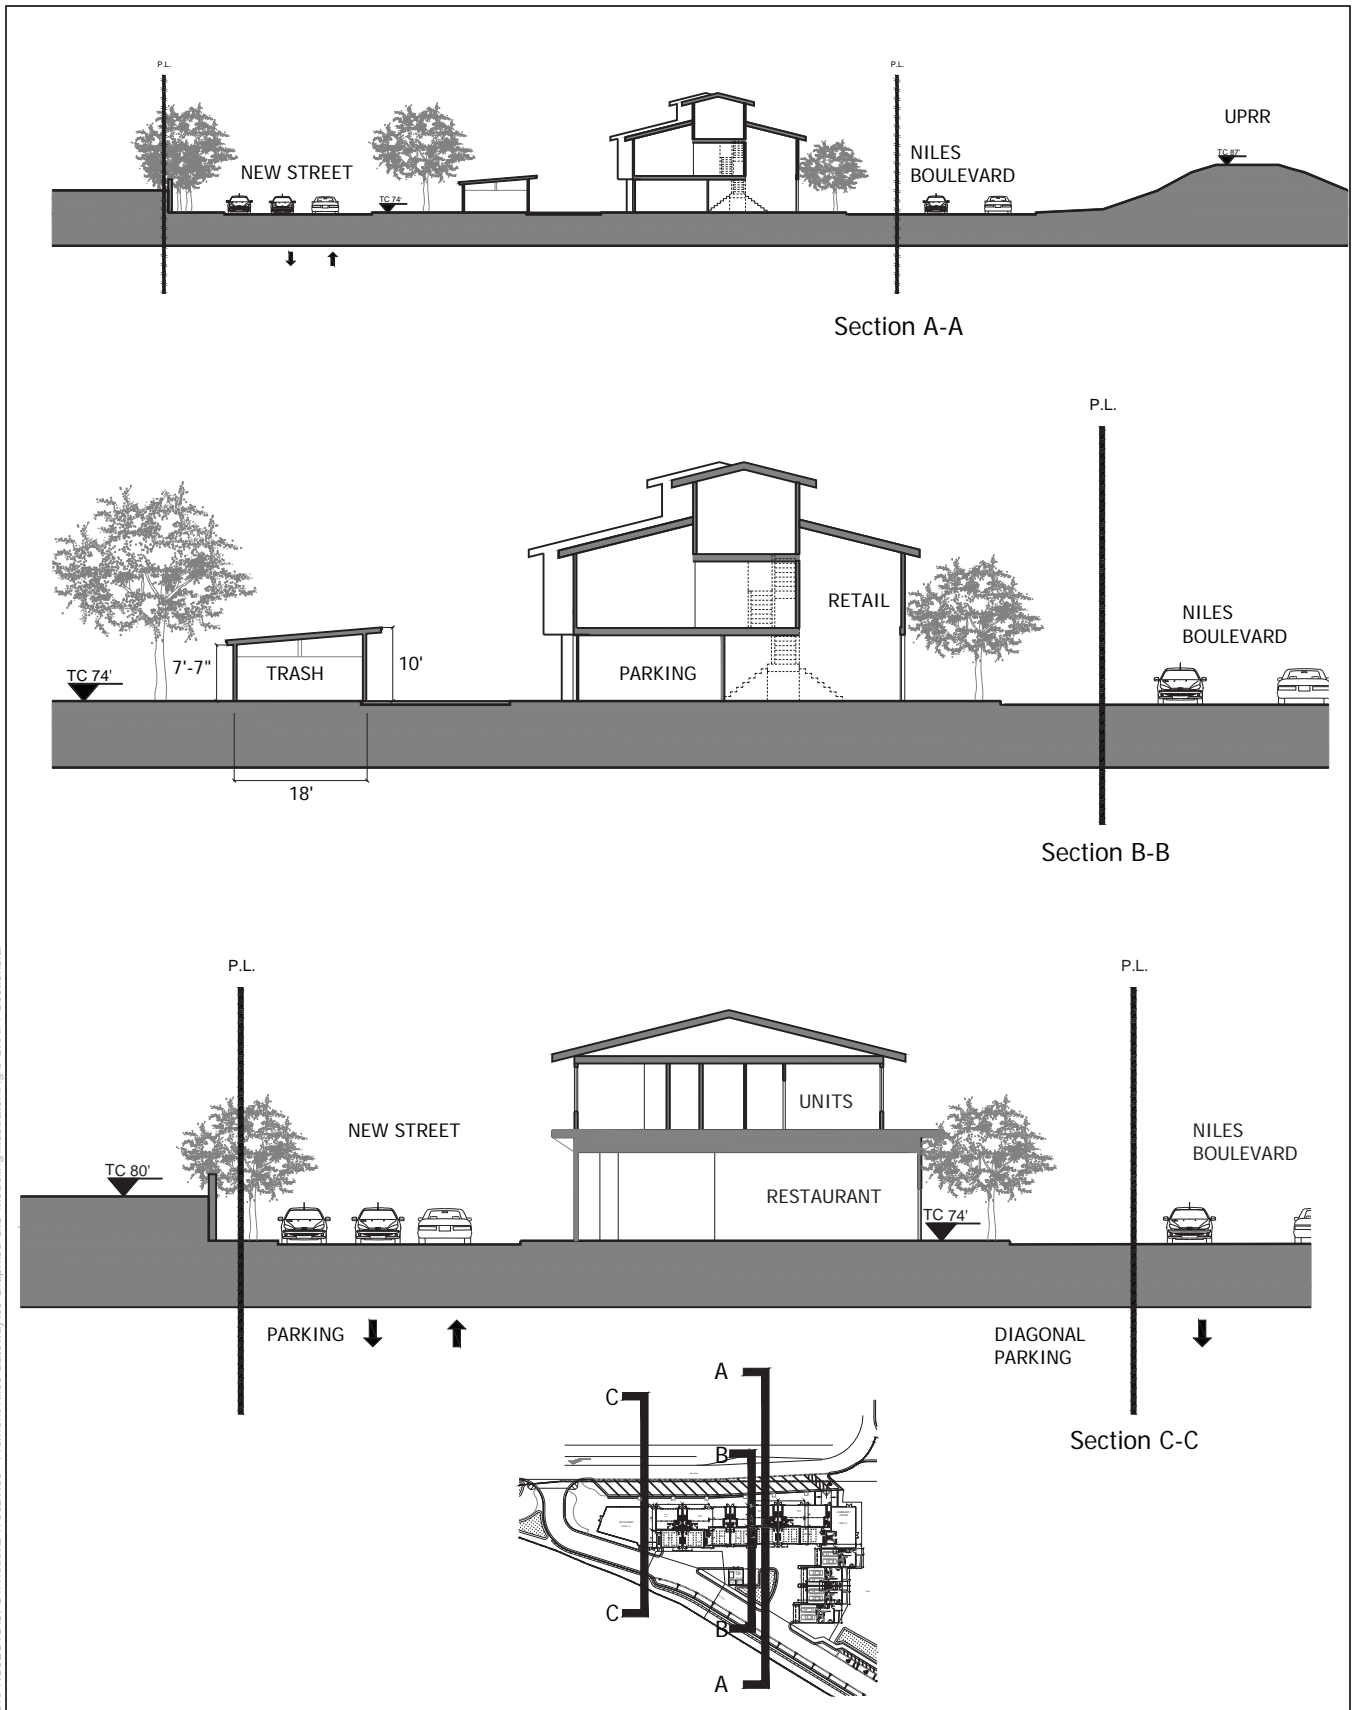 P.L.
P.L.
UPRR
TC 87'
NILES
BOULEVARD
NEW STREET
TC 74'
Section A-A
P.L.
RETAIL
NILES
BOULEVARD
7'-7"
TRASH
10'
PARKING
TC 74'
18'
Section B-B
P.L.
P.L.
UNITS
NEW STREET
NILES
BOULEVARD
TC 80'
RESTAURANT
TC 74'
PARKING
DIAGONAL
PARKING
Section C-C
A
C
B
C
B
A